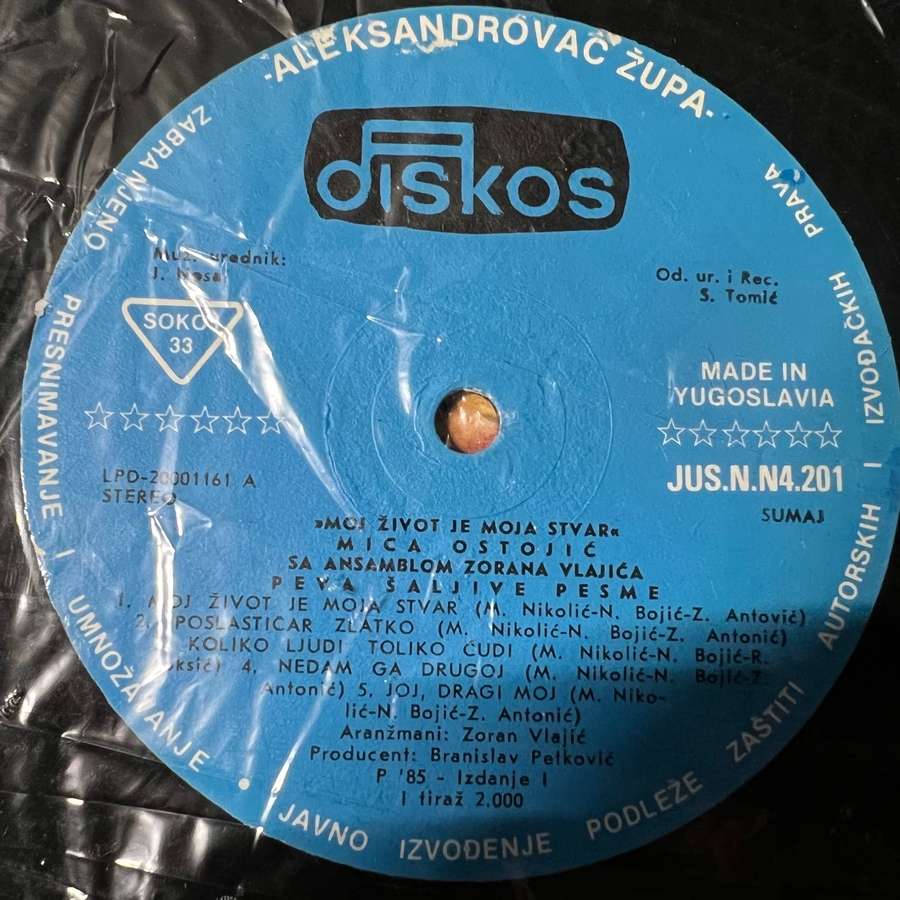 -ALEKSANDROVAC ŽUPA-
diskos
Muz. urednik:
J.
Od. ur. i Rec.
S. Tomić
SOKOJ
33
MADE IN
YUGOSLAVIA
☆☆☆☆☆☆
☆☆☆☆☆☆
JUS.N.N4.201
LPD-20001161 A
STEREO
SUMAJ
»MOJ ŽIVOT JE MOJA STVAR«
MICA OSTOJIĆ
SA ANSAMBLOM ZORANA VLAJIĆA
PEVA ŠALJIVE PESME
1. MOJ ŽIVOT JE MOJA STVAR (M. Nikolić-N. Bojić-Z. Antović)
2. POSLASTIČAR ZLATKO (M. Nikolić-N. Bojić-Z. Antonić)
KOLIKO LJUDI TOLIKO ĆUDI (M. Nikolić-N. Bojić-R.
4, NEDAM GA DRUGOJ (M. Nikolić-N. Bojić-Z.
Antonić) 5. JOJ, DRAGI MOJ (M. Niko-
lić-N. Bojić-Z. Antonić)
Aranžmani: Zoran Vlajić
Producent: Branislav Petković
P '85 - Izdanje I
I tiraž 2.000
ZABRANJENO PRESNIMAVANJE I UMNOŽAVANJE • JAVNO IZVOĐENJE PODLEŽE ZAŠTITI AUTORSKIH I IZVOĐAČKIH PRAVA